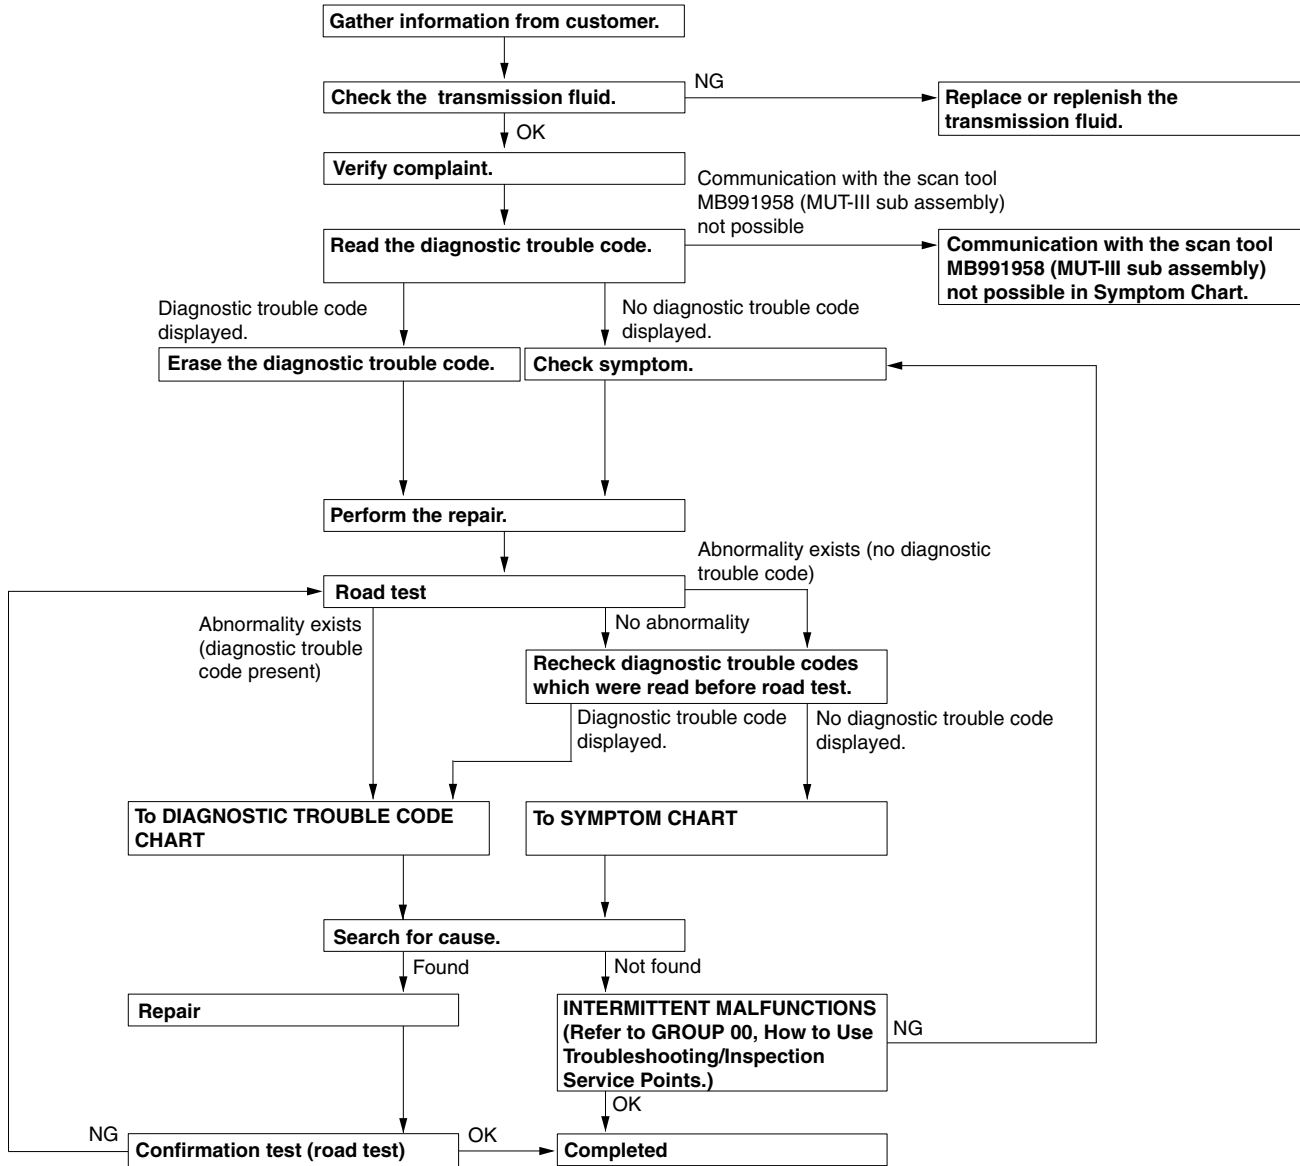 Gather information from customer.
Check the transmission fluid.
NG
Replace or replenish the
transmission fluid.
OK
Verify complaint.
Communication with the scan tool
MB991958 (MUT-III sub assembly)
not possible
Read the diagnostic trouble code.
Communication with the scan tool
MB991958 (MUT-III sub assembly)
not possible in Symptom Chart.
Diagnostic trouble code
displayed.
No diagnostic trouble code
displayed.
Erase the diagnostic trouble code.
Check symptom.
Perform the repair.
Abnormality exists (no diagnostic
trouble code)
Road test
Abnormality exists
(diagnostic trouble
code present)
No abnormality
Recheck diagnostic trouble codes
which were read before road test.
Diagnostic trouble code
displayed.
No diagnostic trouble code
displayed.
To DIAGNOSTIC TROUBLE CODE
CHART
To SYMPTOM CHART
Search for cause.
Found
Not found
Repair
INTERMITTENT MALFUNCTIONS
(Refer to GROUP 00, How to Use
Troubleshooting/Inspection
Service Points.)
NG
OK
NG
Confirmation test (road test)
OK
Completed